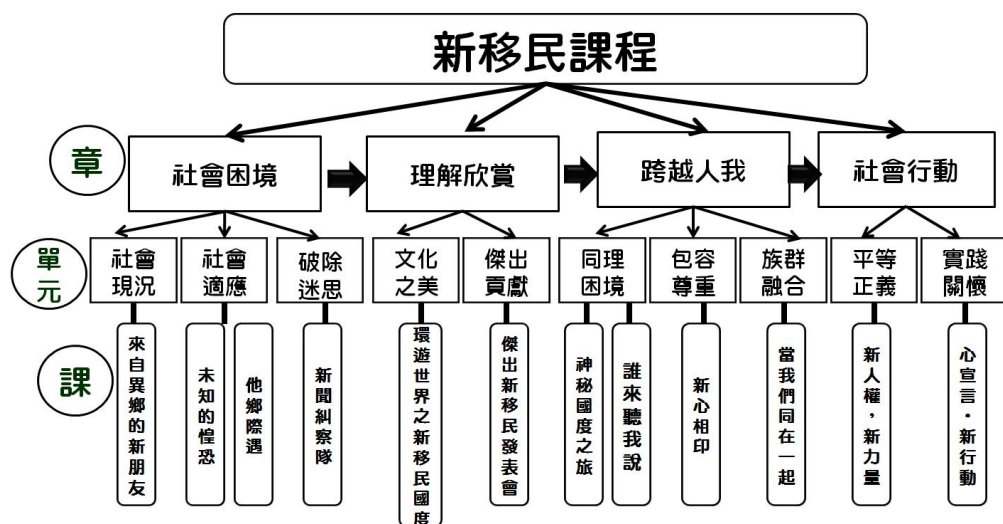 新移民課程
章
社會困境
理解欣賞
跨越人我
社會行動
單元
社會
現況
社會
適應
破除
迷思
文化
之美
傑出
貢獻
同理
困境
包容
尊重
族群
融合
平等
正義
實踐
關懷
課
來自異鄉的新朋友
未知的惶恐
他鄉際遇
新聞糾察隊
環遊世界之新移民國度
傑出新移民發表會
神秘國度之旅
誰來聽我說
新心相印
當我們同在一起
新人權，新力量
心宣言·新行動